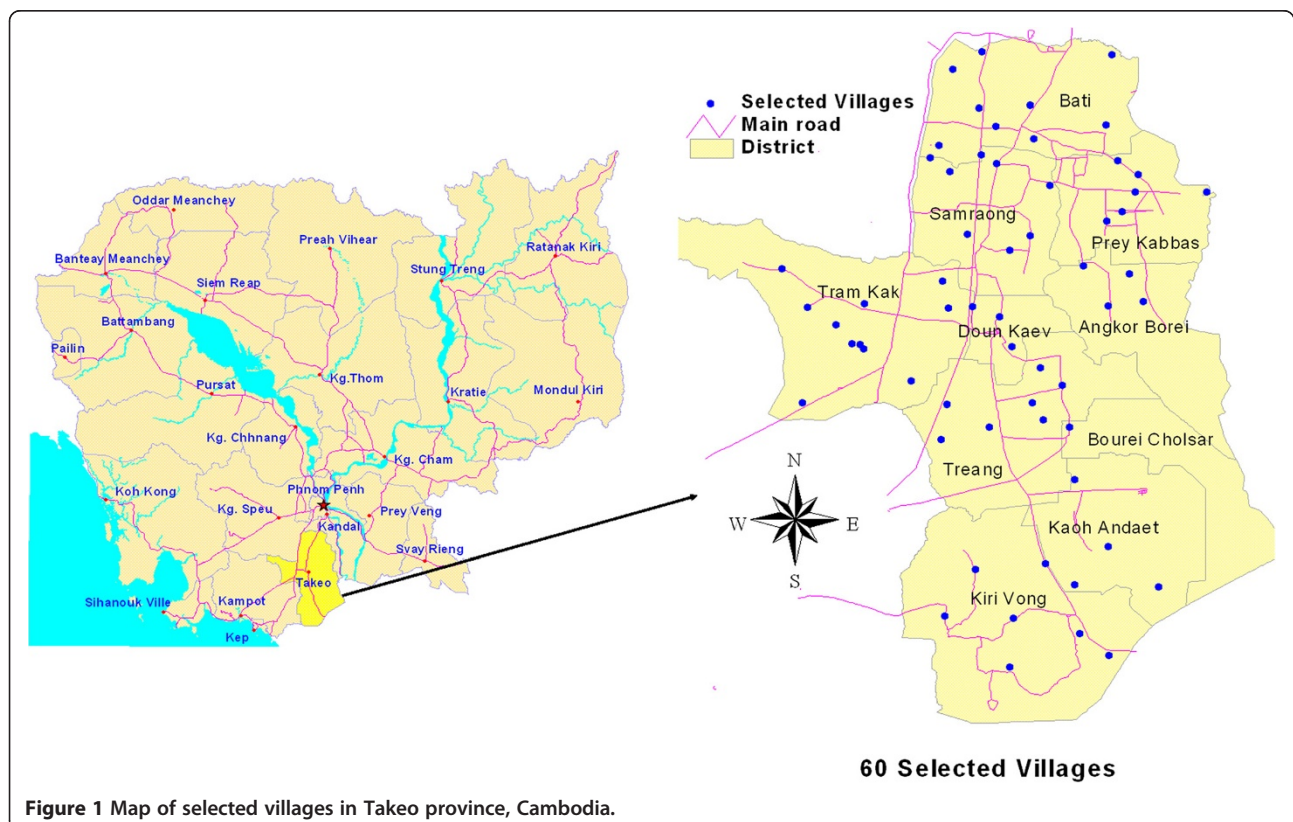 Oddar Meanchey
Preah Vihear
Ratanak Kiri
Banteay Meanchey
Stung Treng
Siem Reap
Battambang
Pailin
Kg.Thom
Pursat
Kratie
Mondul Kiri
Kg. Chhnang
Kg. Cham
Koh Kong
Phnom Penh
Kg. Speu
Prey Veng
Kandal
Svay Rieng
Takeo
Sihanouk Ville
Kampot
Kep
Selected Villages
Main road
District
Bati
Samraong
Prey Kabbas
Tram Kak
Doun Kaev
Angkor Borei
Bourei Cholsar
Treang
N
W
E
S
Kaoh Andaet
Kiri Vong
60 Selected Villages
Figure 1 Map of selected villages in Takeo province, Cambodia.